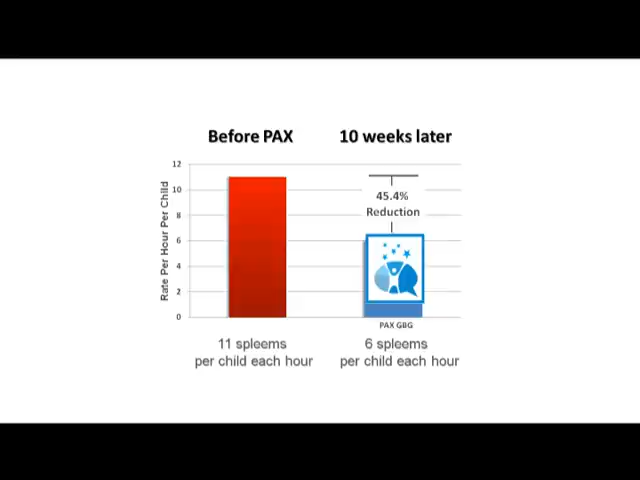 Before PAX
10 weeks later
12
10
8
6
4
2
0
Rate Per Hour Per Child
45.4%
Reduction
PAX GBG
11 spleems
per child each hour
6 spleems
per child each hour